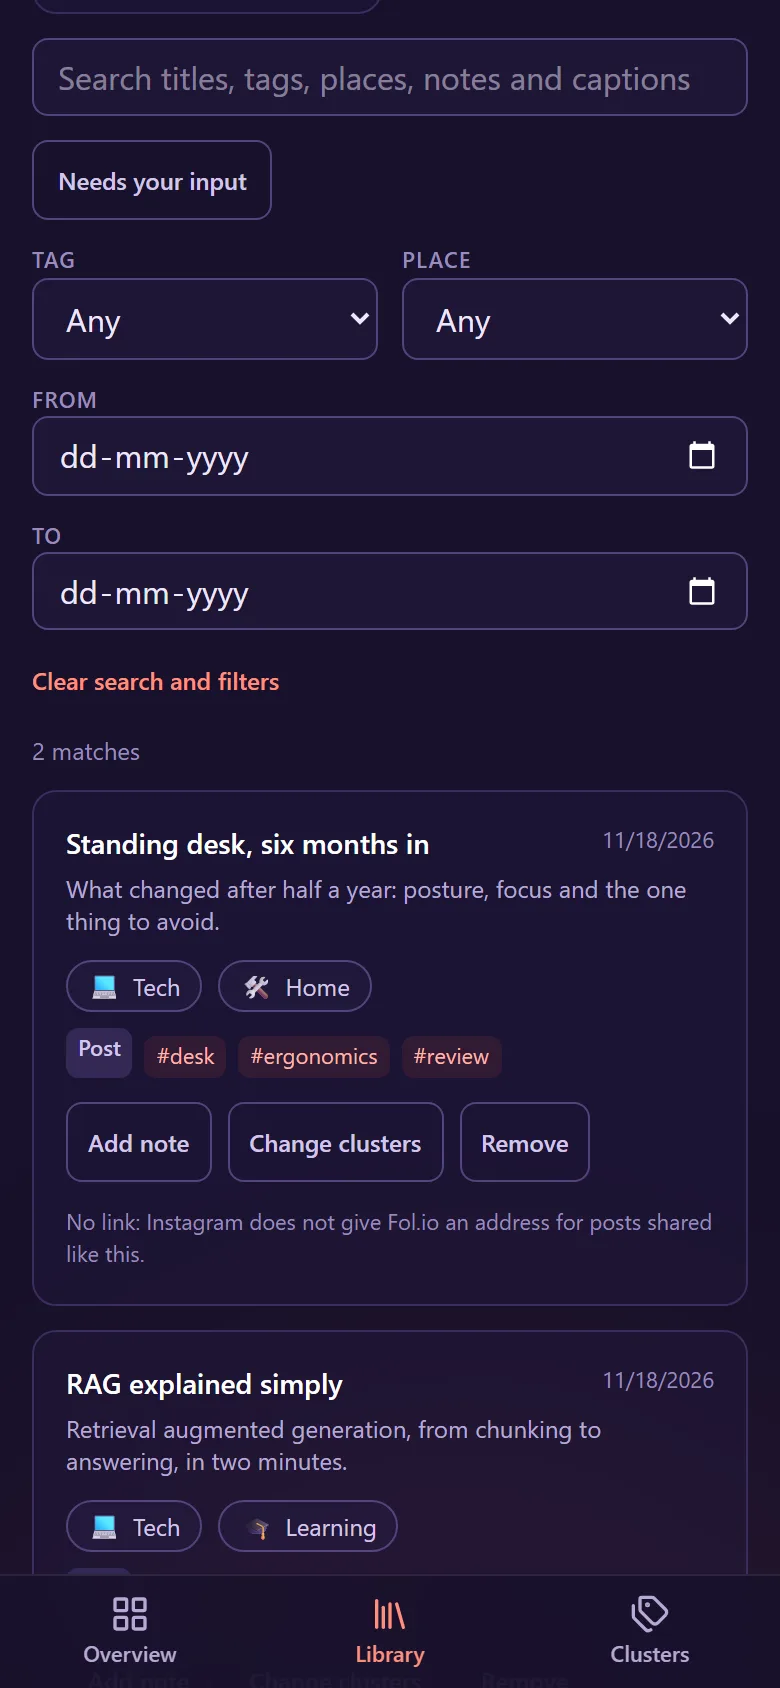 Search titles, tags, places, notes and captions
Needs your input
TAG
PLACE
Any
Any
FROM
dd-mm-yyyy
TO
dd-mm-yyyy
Clear search and filters
2 matches
Standing desk, six months in
11/18/2026
What changed after half a year: posture, focus and the one
thing to avoid.
Tech
Home
Post
#desk
#ergonomics
#review
Add note
Change clusters
Remove
No link: Instagram does not give Fol.io an address for posts shared
like this.
RAG explained simply
11/18/2026
Retrieval augmented generation, from chunking to
answering, in two minutes.
Tech
Learning
Overview
Library
Clusters
Add note
Change clusters
Remove